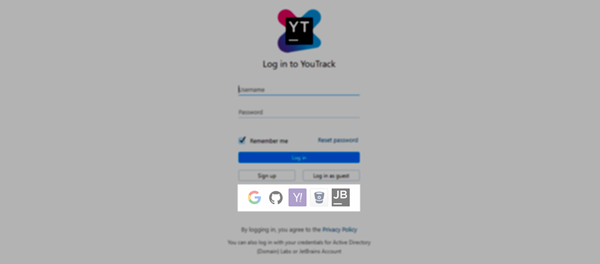 YT
Log in to YouTrack
Username
Password
Remember me Reset password
Log in
Sign up Log in as guest
G Y! JB
By logging in, you agree to the Privacy Policy
You can also log in with your credentials for Active Directory
(Domain) Labs or JetBrains Account